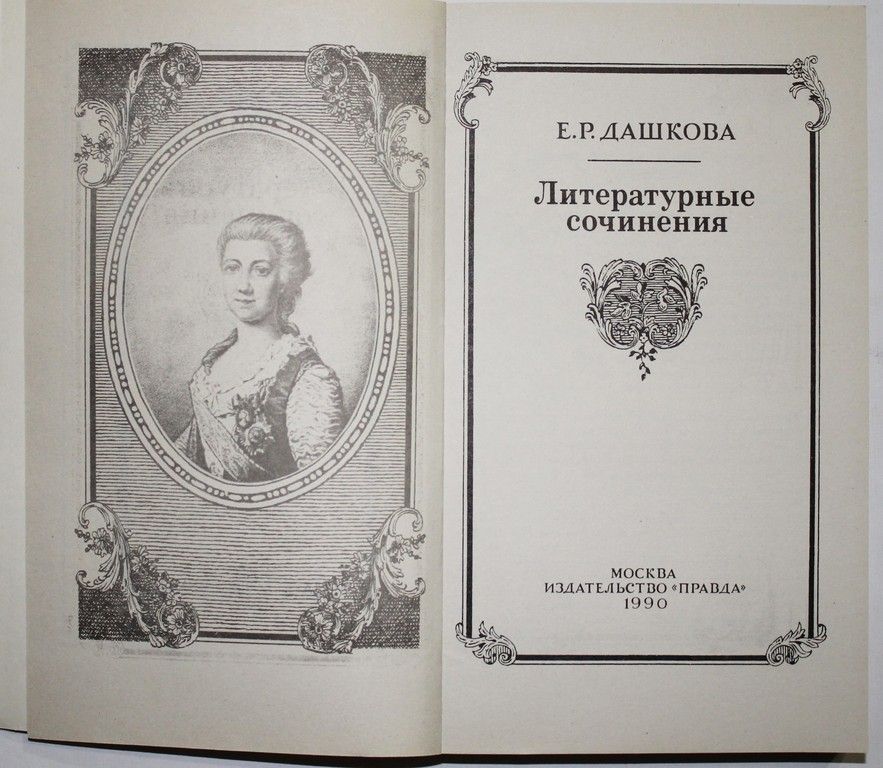 Е.Р. ДАШКОВА
Литературные
сочинения
МОСКВА
ИЗДАТЕЛЬСТВО «ПРАВДА»
1990